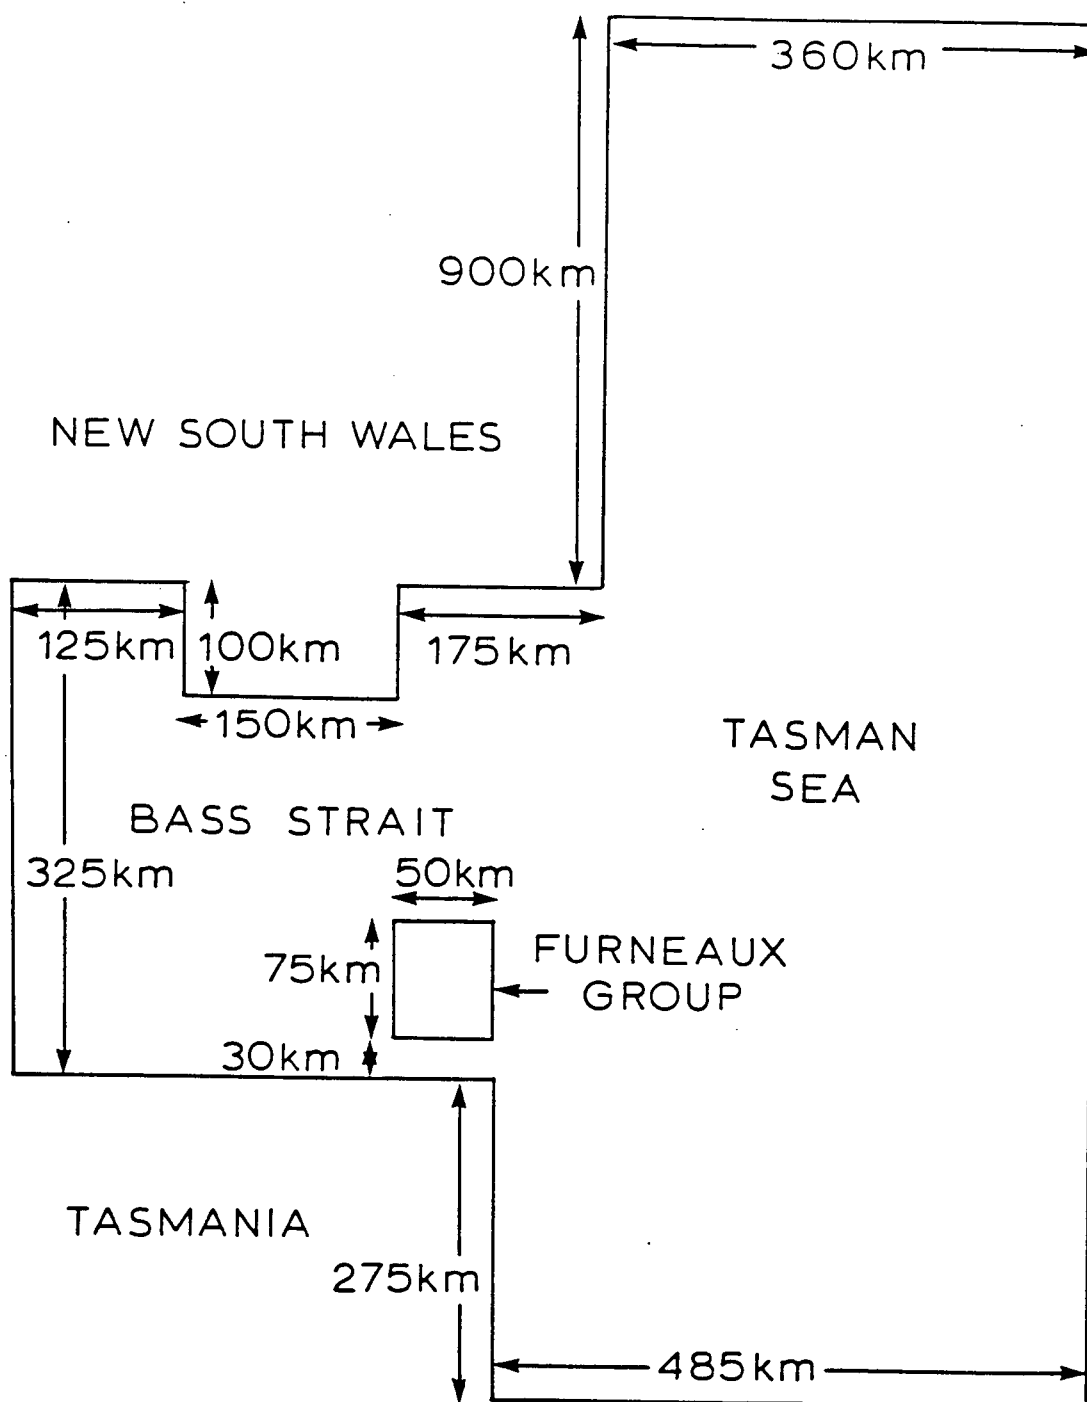 360km
900km
NEW SOUTH WALES
125km
100km
175km
150km
TASMAN
SEA
BASS STRAIT
325km
50km
75km
FURNEAUX
GROUP
30km
TASMANIA
275km
485km